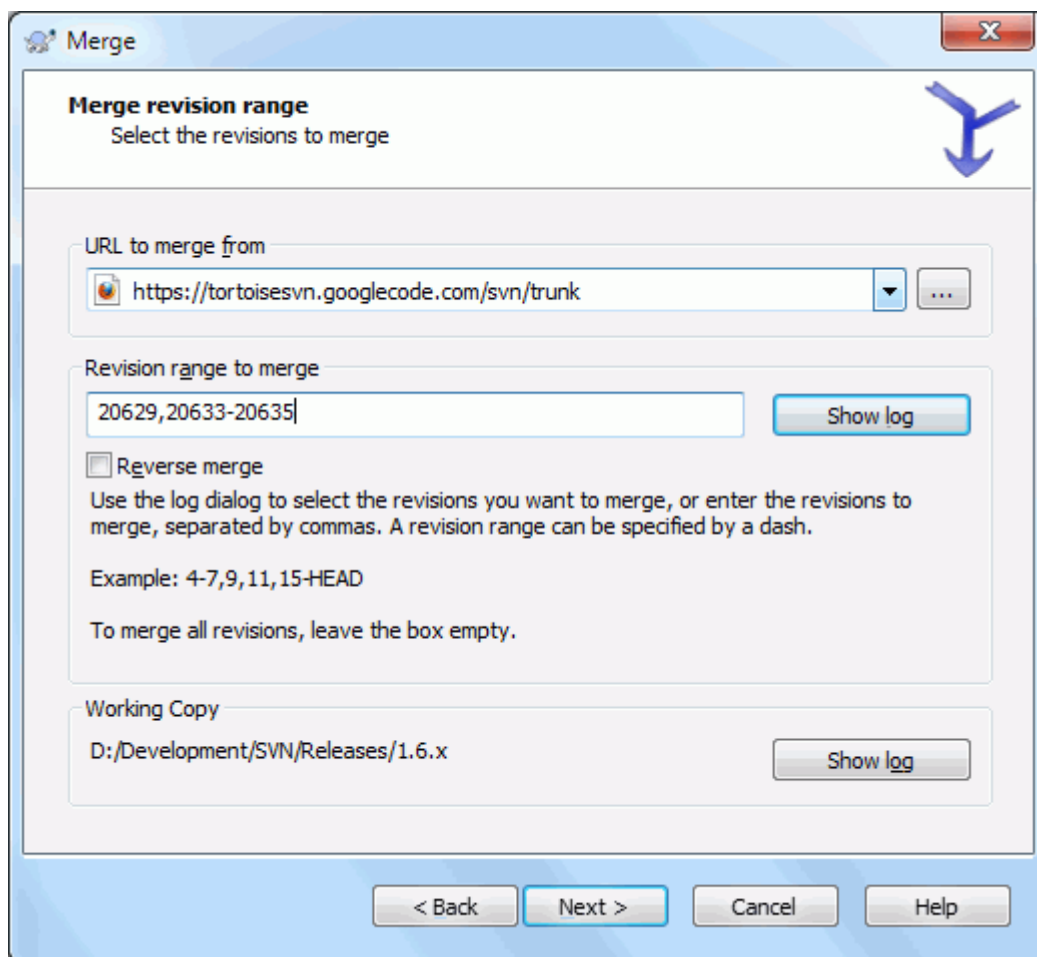 Merge
Merge revision range
Select the revisions to merge
URL to merge from
https://tortoisesvn.googlecode.com/svn/trunk
...
Revision range to merge
20629,20633-20635
Show log
Reverse merge
Use the log dialog to select the revisions you want to merge, or enter the revisions to
merge, separated by commas. A revision range can be specified by a dash.
Example: 4-7,9,11,15-HEAD
To merge all revisions, leave the box empty.
Working Copy
D:/Development/SVN/Releases/1.6.x
Show log
< Back
Next >
Cancel
Help